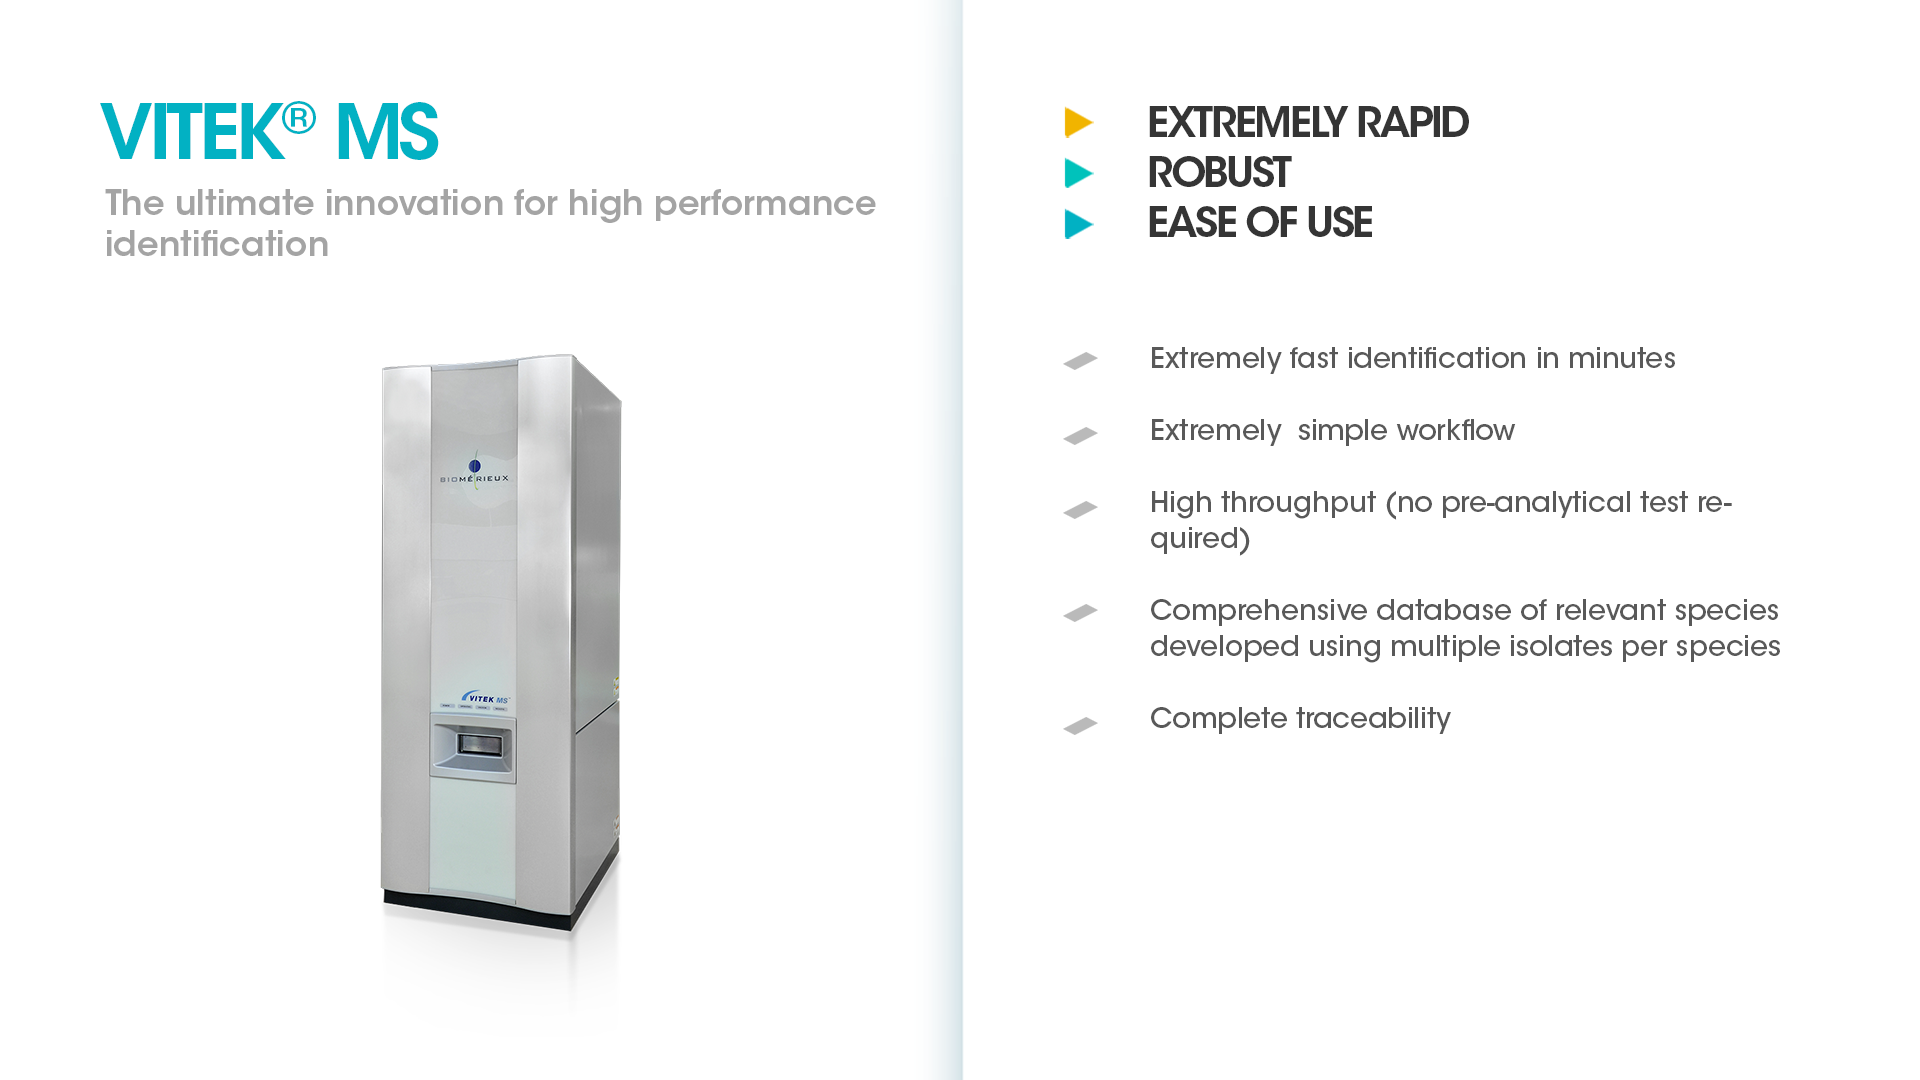 VITEK® MS
The ultimate innovation for high performance
identification
BIOMÉRIEUX
VITEK MS
EXTREMELY RAPID
ROBUST
EASE OF USE
Extremely fast identification in minutes
Extremely  simple workflow
High throughput (no pre-analytical test re-
quired)
Comprehensive database of relevant species
developed using multiple isolates per species
Complete traceability